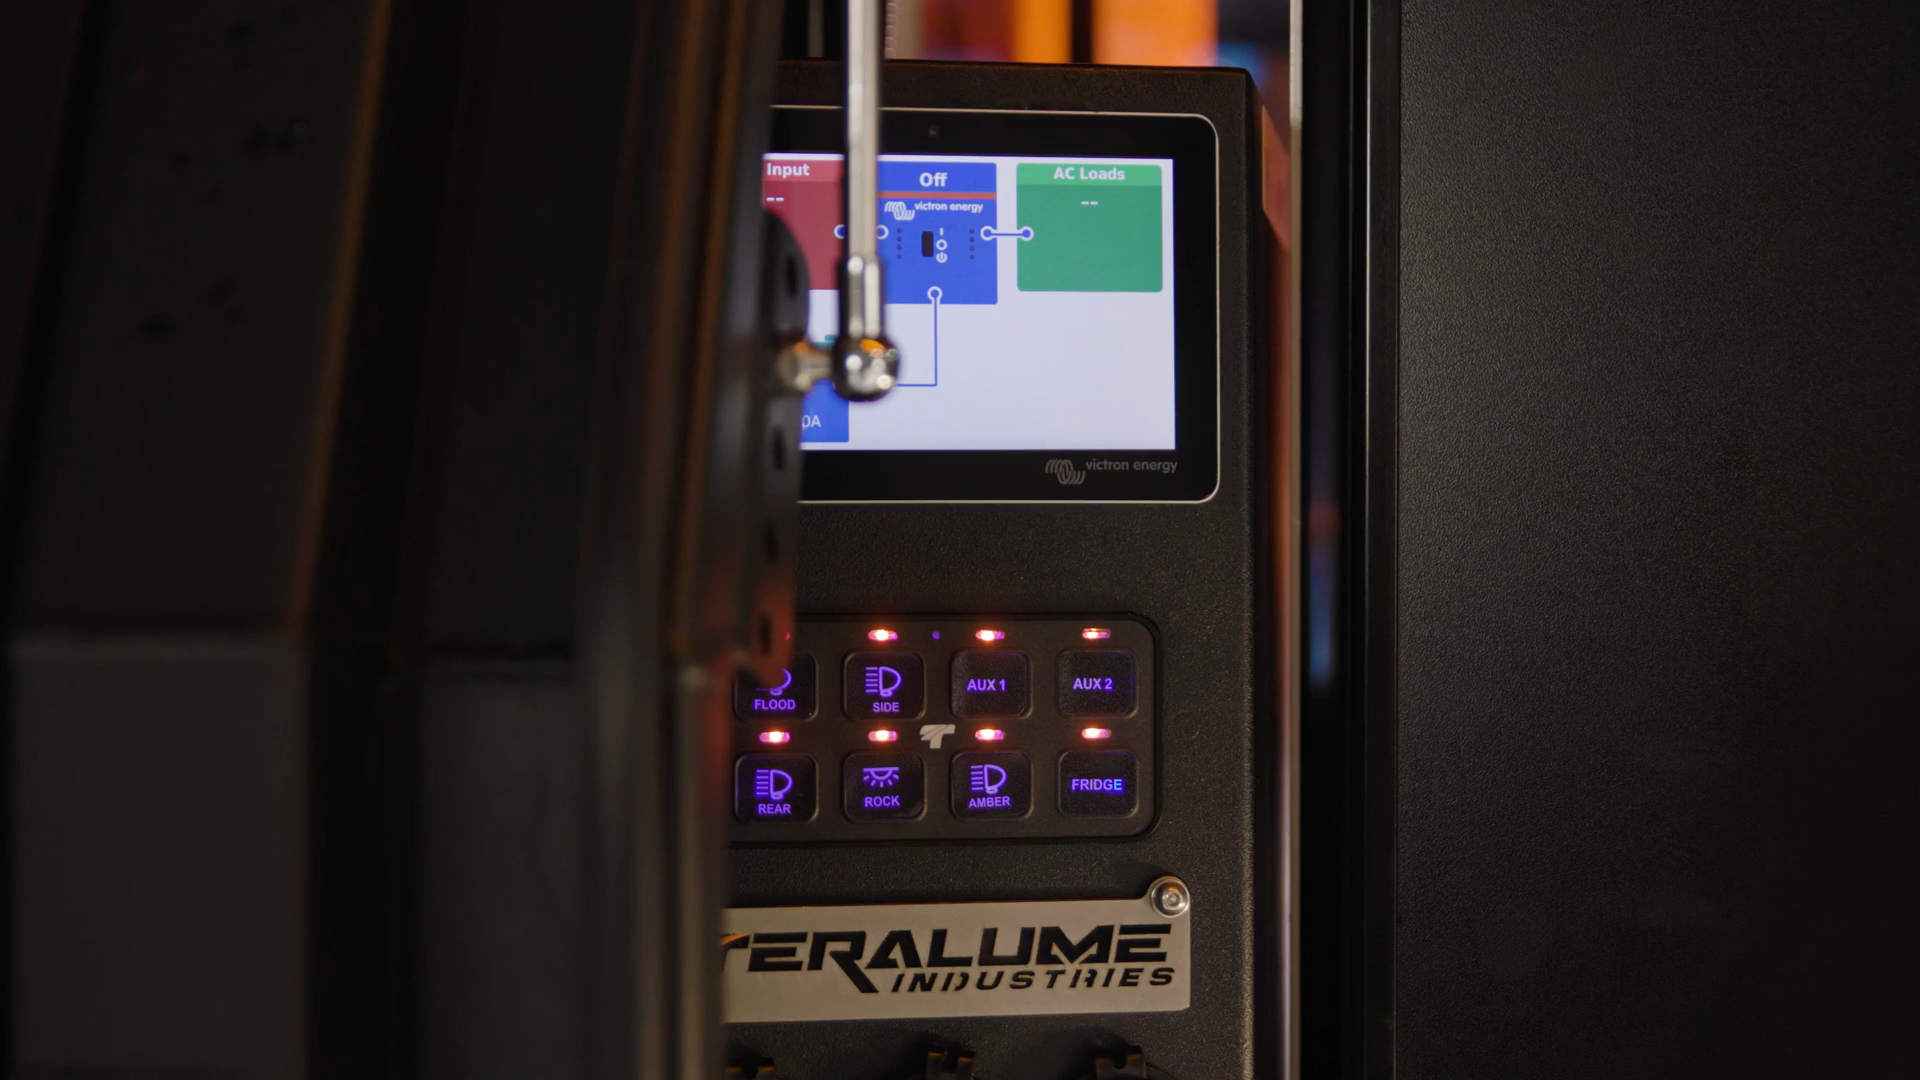 Input
--
Off
victron energy
AC Loads
--
0A
victron energy
FLOOD
SIDE
AUX 1
AUX 2
REAR
ROCK
AMBER
FRIDGE
TERALUME
INDUSTRIES